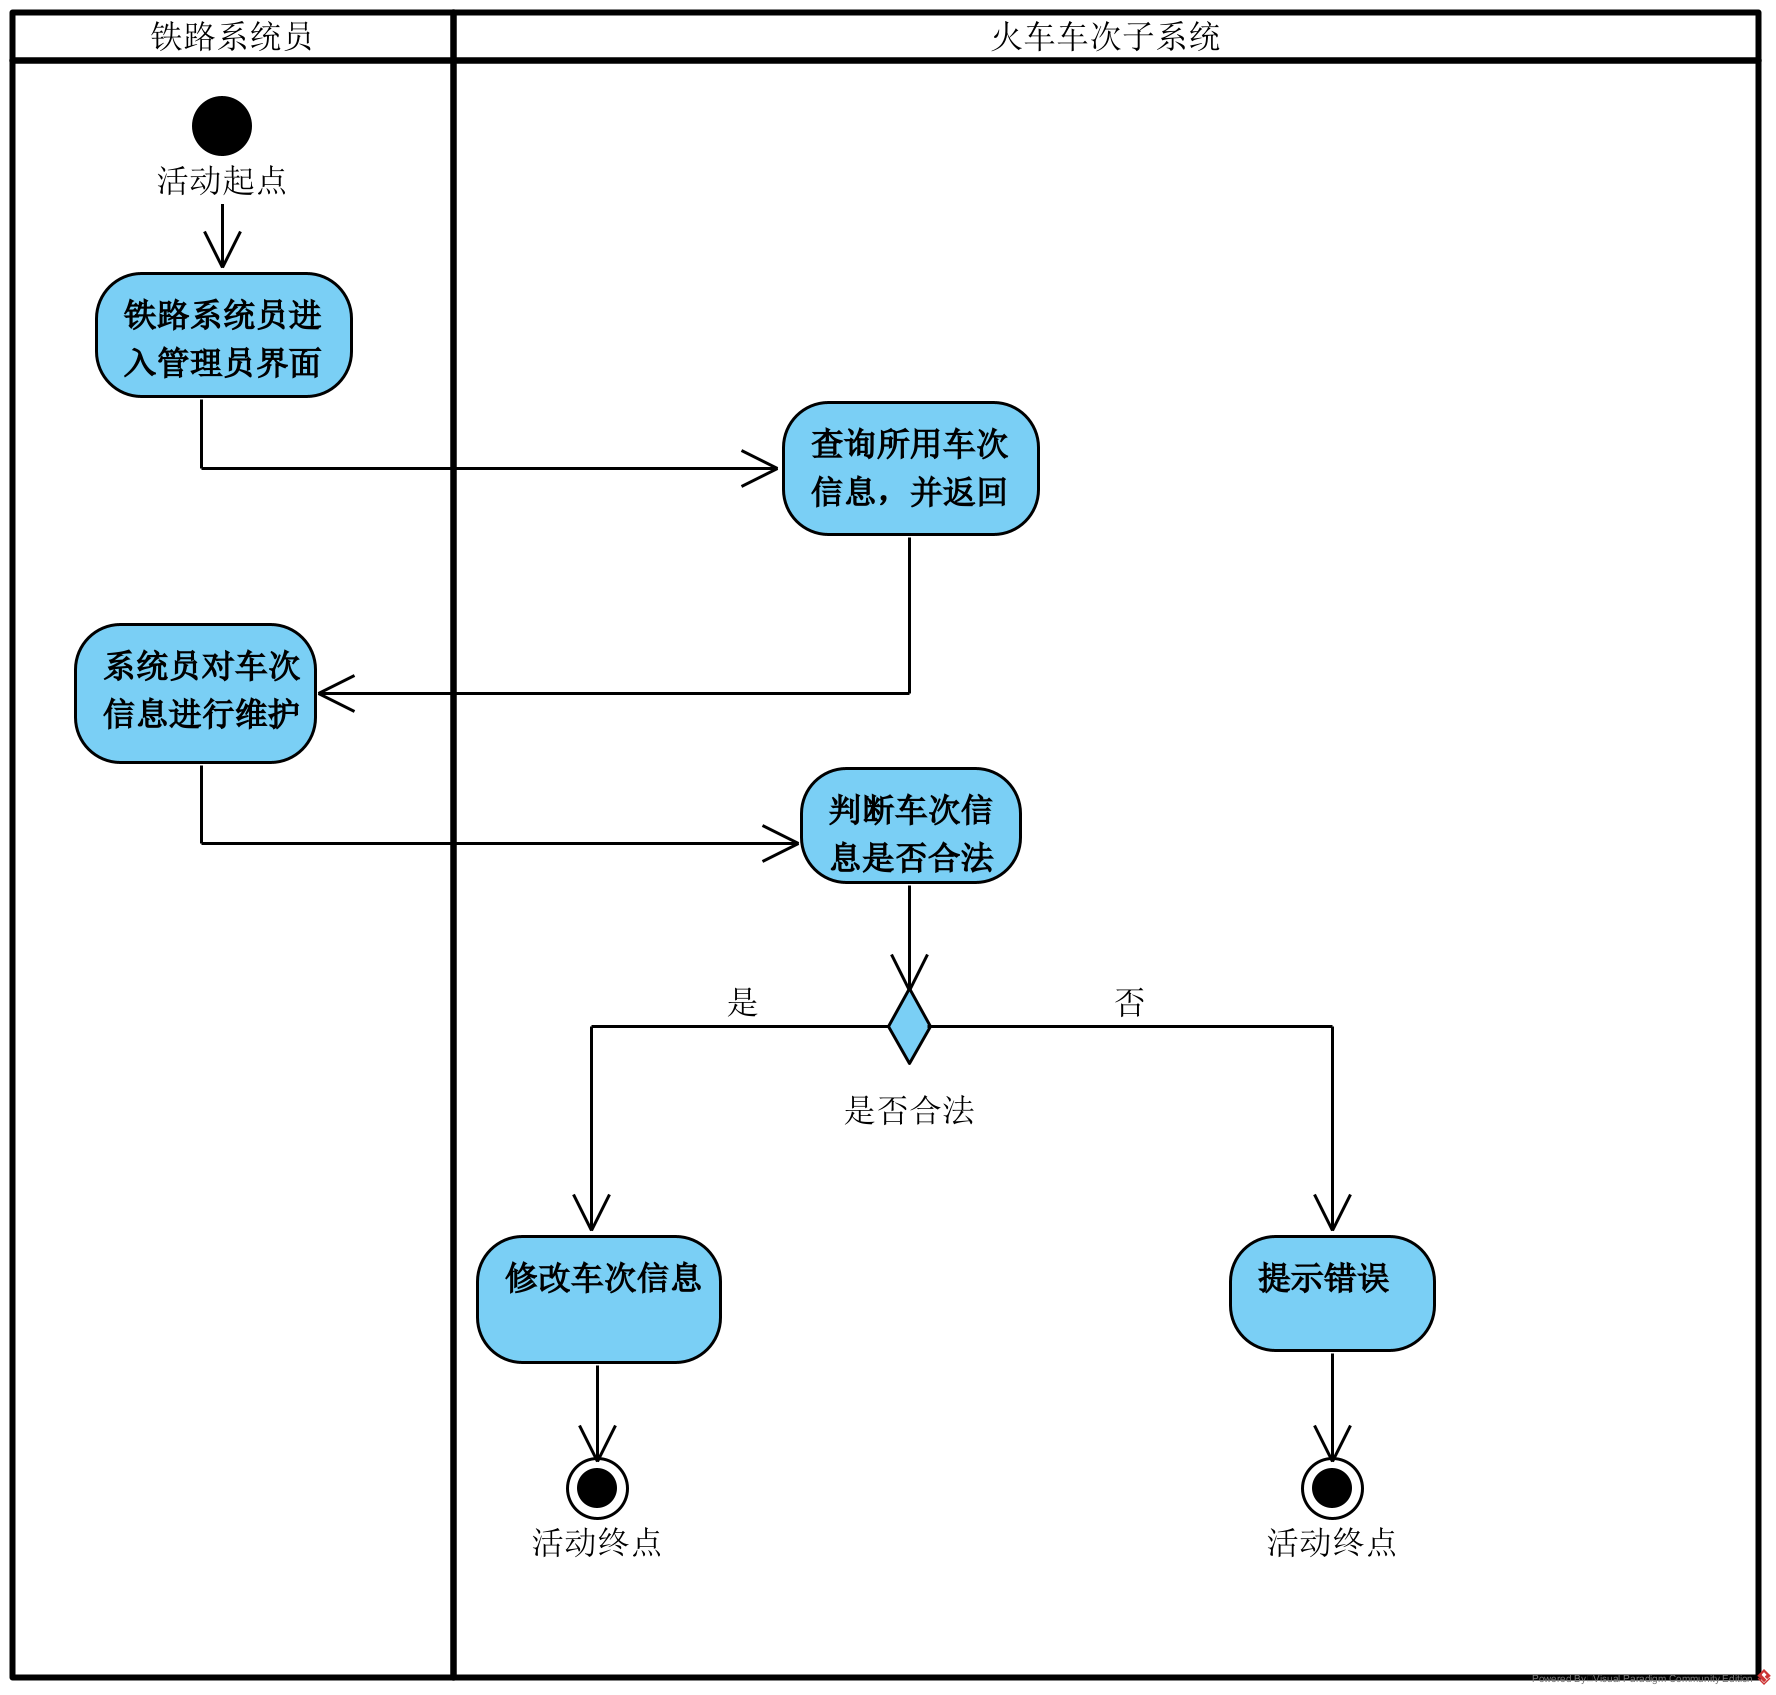 铁路系统员
火车车次子系统
活动起点
铁路系统员进
入管理员界面
查询所用车次
信息，并返回
系统员对车次
信息进行维护
判断车次信
息是否合法
是
否
是否合法
修改车次信息
提示错误
活动终点
活动终点
Powered By Visual Paradigm Community Edition